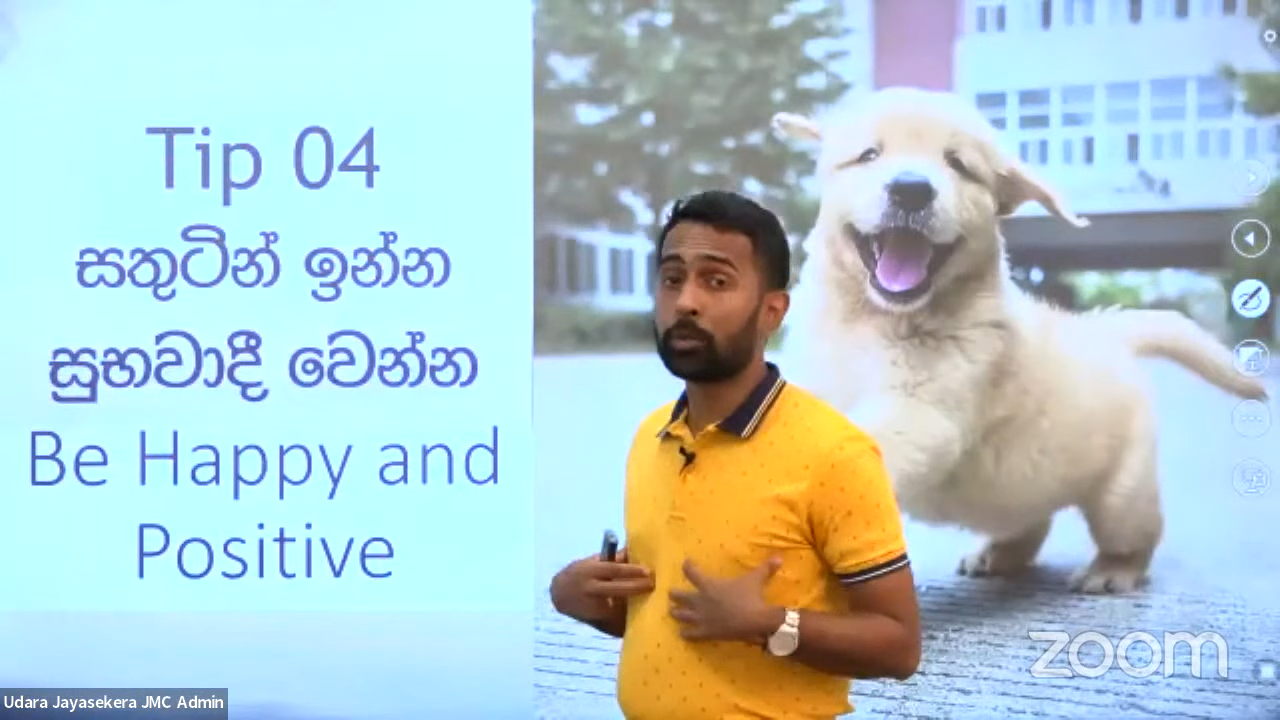 Tip 04
සතුටින් ඉන්න
සුභවාදී වෙන්න
Be Happy and
Positive
zoom
Udara Jayasekera JMC Admin